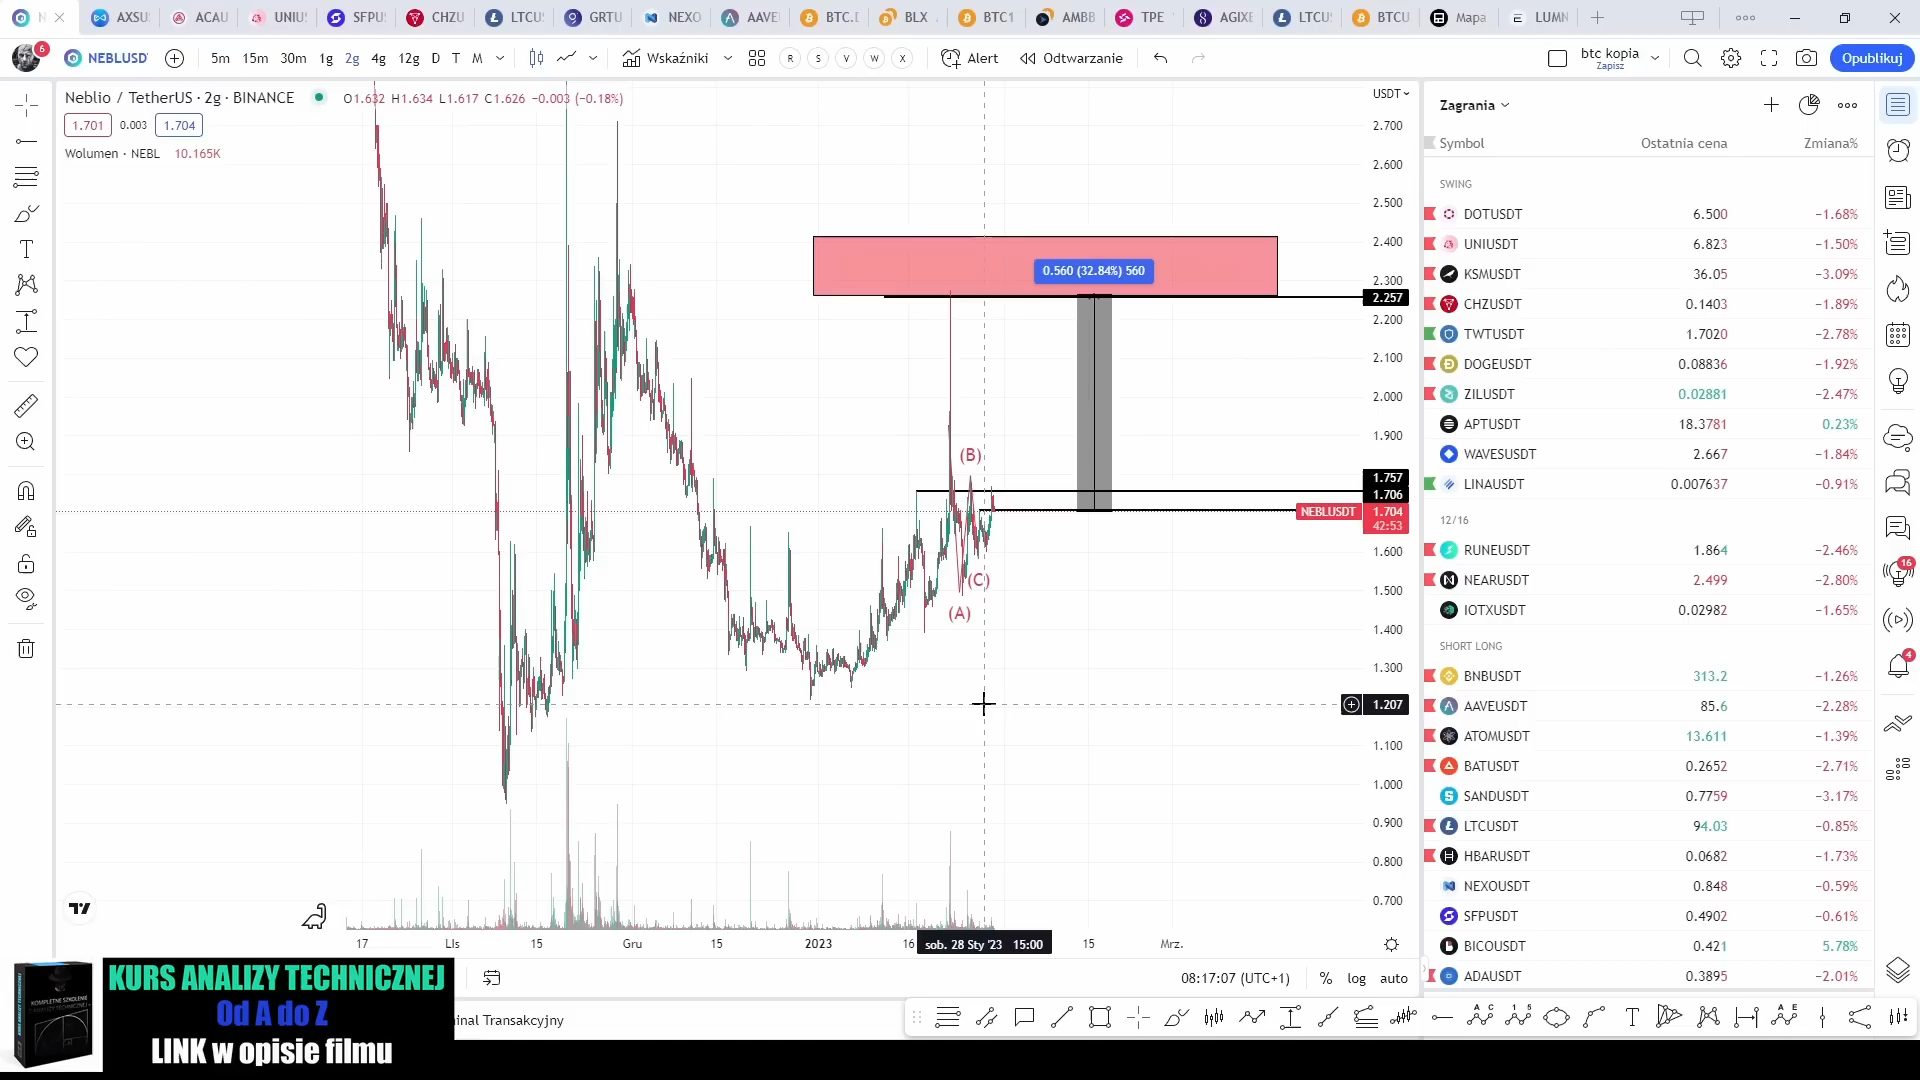 N
AXSU
ACAU
UNIU
SFPU
CHZU
LTCU
GRTU
NEXO
AAVE
BTC.D
BLX
BTC1
AMBB
TPE
AGIXE
LTCU
BTCU
Mapa
LUMN
6
NEBLUSD
5m
15m
30m
1g
2g
4g
12g
D
T
M
Wskaźniki
R
S
V
W
X
Alert
Odtwarzanie
btc kopia
Zapisz
Opublikuj
Neblio / TetherUS · 2g · BINANCE
O1.632 H1.634 L1.617 C1.626 −0.003 (−0.18%)
1.701
0.003
1.704
Wolumen · NEBL 10.165K
USDT
2.700
2.600
2.500
2.400
2.300
2.257
2.200
2.100
2.000
1.900
1.757
1.706
NEBLUSDT
1.704
42:53
1.600
1.500
1.400
1.300
1.207
1.100
1.000
0.900
0.800
0.700
0.560 (32.84%) 560
(B)
(C)
(A)
17
Lis
15
Gru
15
2023
16
sob. 28 Sty '23 15:00
15
Mrz.
08:17:07 (UTC+1)
%
log
auto
Zagrania
Symbol
Ostatnia cena
Zmiana%
SWING
DOTUSDT 6.500 −1.68%
UNIUSDT 6.823 −1.50%
KSMUSDT 36.05 −3.09%
CHZUSDT 0.1403 −1.89%
TWTUSDT 1.7020 −2.78%
DOGEUSDT 0.08836 −1.92%
ZILUSDT 0.02881 −2.47%
APTUSDT 18.3781 0.23%
WAVESUSDT 2.667 −1.84%
LINAUSDT 0.007637 −0.91%
12/16
RUNEUSDT 1.864 −2.46%
NEARUSDT 2.499 −2.80%
IOTXUSDT 0.02982 −1.65%
SHORT LONG
BNBUSDT 313.2 −1.26%
AAVEUSDT 85.6 −2.28%
ATOMUSDT 13.611 −1.39%
BATUSDT 0.2652 −2.71%
SANDUSDT 0.7759 −3.17%
LTCUSDT 94.03 −0.85%
HBARUSDT 0.0682 −1.73%
NEXOUSDT 0.848 −0.59%
SFPUSDT 0.4902 −0.61%
BICOUSDT 0.421 5.78%
ADAUSDT 0.3895 −2.01%
16
4
KURS ANALIZY TECHNICZNEJ
Od A do Z
LINK w opisie filmu
inal Transakcyjny